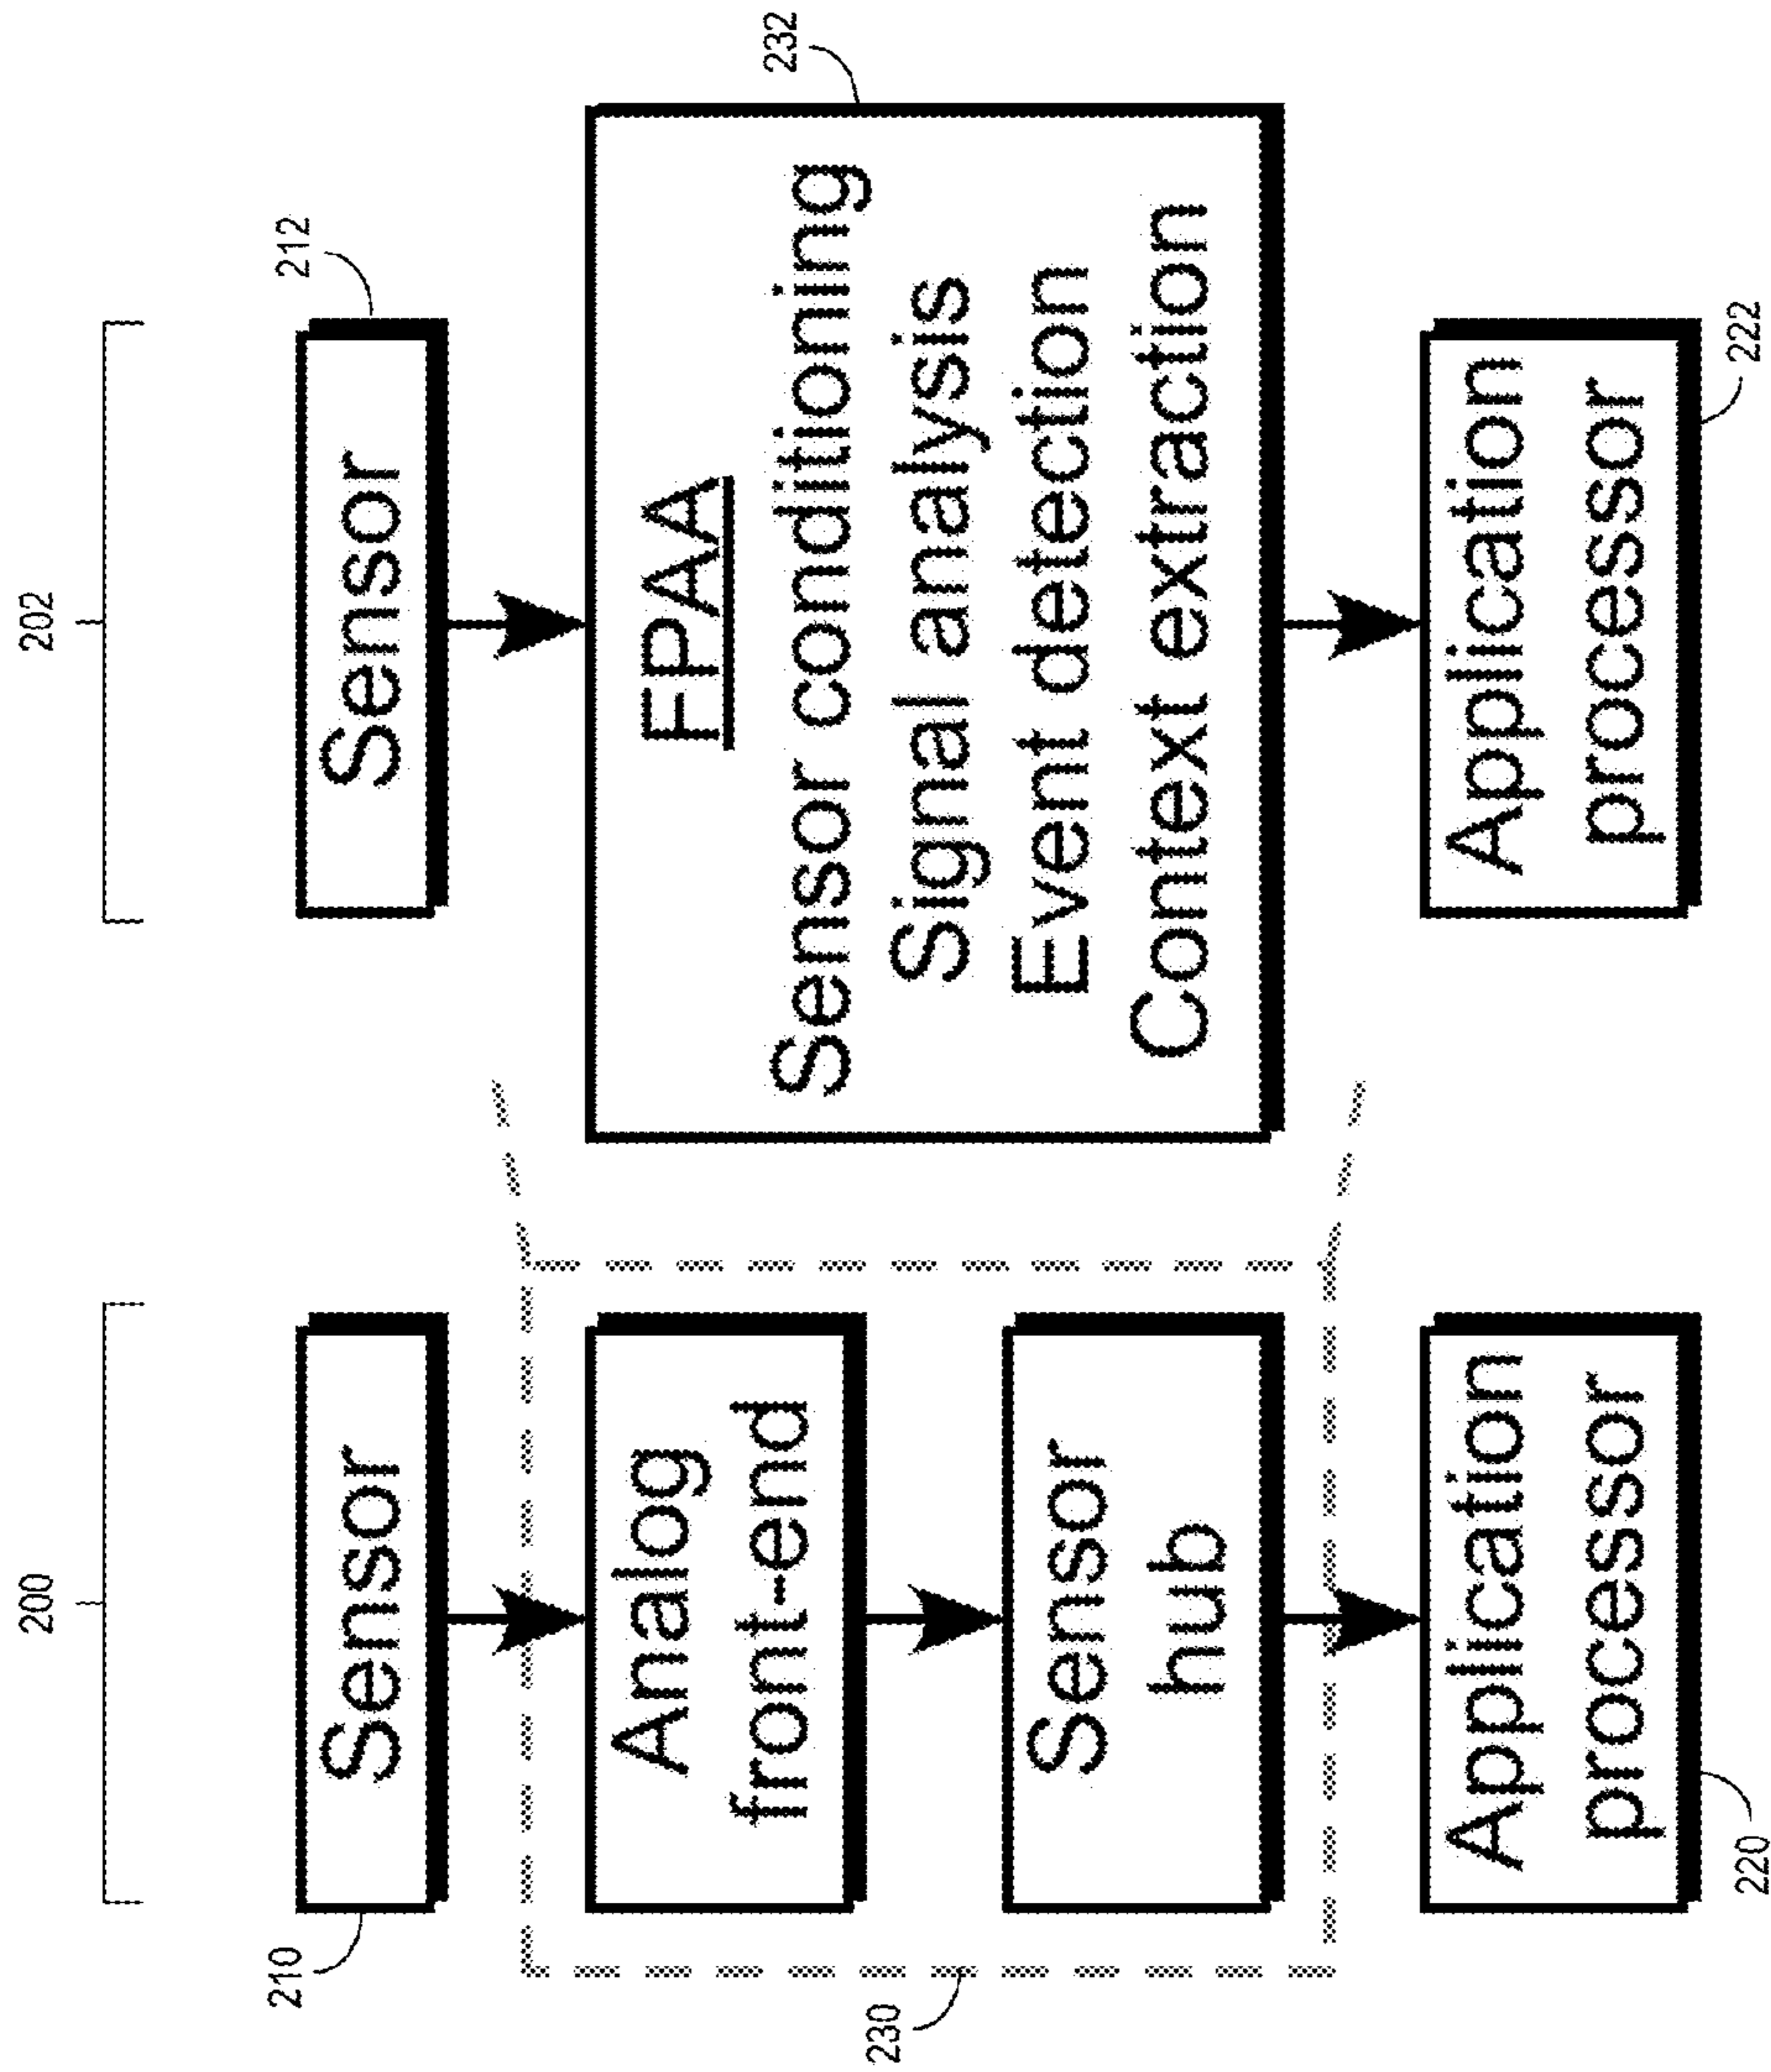 200
210
Sensor
Analog
front-end
Sensor
hub
230
Application
processor
220
202
212
Sensor
232
FPAA
Sensor conditioning
Signal analysis
Event detection
Context extraction
Application
processor
222